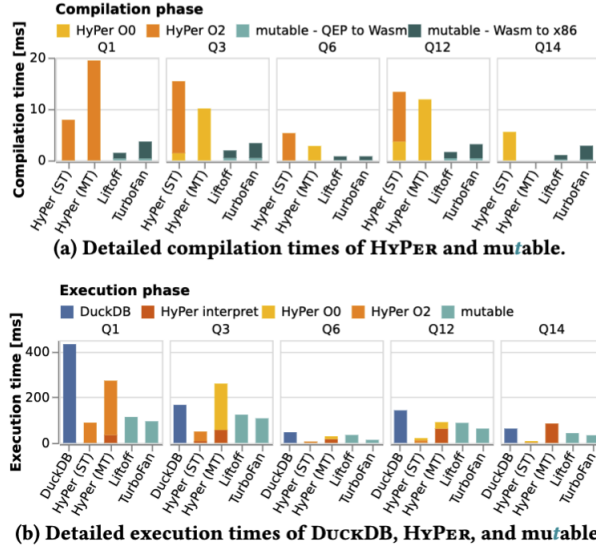 Compilation phase
HyPer O0 HyPer O2 mutable - QEP to Wasm mutable - Wasm to x86
Q1 Q3 Q6 Q12 Q14
Compilation time [ms]
20
10
0
HyPer (ST) HyPer (MT) Liftoff TurboFan HyPer (ST) HyPer (MT) Liftoff TurboFan HyPer (ST) HyPer (MT) Liftoff TurboFan HyPer (ST) HyPer (MT) Liftoff TurboFan HyPer (ST) HyPer (MT) Liftoff TurboFan
(a) Detailed compilation times of HYPER and mutable.
Execution phase
DuckDB HyPer interpret HyPer O0 HyPer O2 mutable
Q1 Q3 Q6 Q12 Q14
Execution time [ms]
400
200
0
DuckDB HyPer (ST) HyPer (MT) Liftoff TurboFan DuckDB HyPer (ST) HyPer (MT) Liftoff TurboFan DuckDB HyPer (ST) HyPer (MT) Liftoff TurboFan DuckDB HyPer (ST) HyPer (MT) Liftoff TurboFan DuckDB HyPer (ST) HyPer (MT) Liftoff TurboFan
(b) Detailed execution times of DUCKDB, HYPER, and mutable